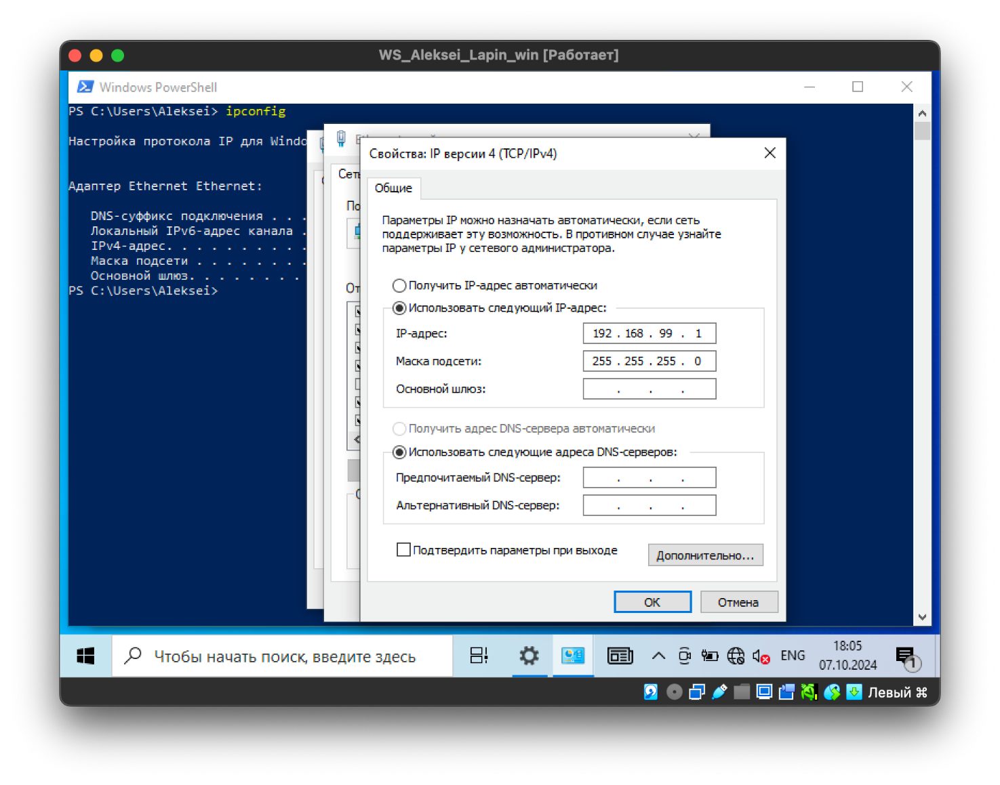 WS_Aleksei_Lapin_win [Работает]
Windows PowerShell
PS C:\Users\Aleksei> ipconfig
Настройка протокола IP для Windo
Адаптер Ethernet Ethernet:
DNS-суффикс подключения . . .
Локальный IPv6-адрес канала .
IPv4-адрес. . . . . . . . . .
Маска подсети . . . . . . . .
Основной шлюз. . . . . . . .
PS C:\Users\Aleksei>
Сеть
По
От
Свойства: IP версии 4 (TCP/IPv4)
Общие
Параметры IP можно назначать автоматически, если сеть
поддерживает эту возможность. В противном случае узнайте
параметры IP у сетевого администратора.
Получить IP-адрес автоматически
Использовать следующий IP-адрес:
IP-адрес: 192 . 168 . 99 . 1
Маска подсети: 255 . 255 . 255 . 0
Основной шлюз: . . .
Получить адрес DNS-сервера автоматически
Использовать следующие адреса DNS-серверов:
Предпочитаемый DNS-сервер: . . .
Альтернативный DNS-сервер: . . .
Подтвердить параметры при выходе
Дополнительно...
ОК
Отмена
Чтобы начать поиск, введите здесь
ENG
18:05
07.10.2024
1
Левый ⌘